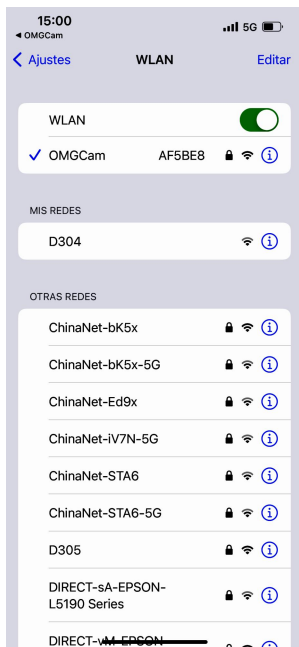 15:00
5G
◀ OMGCam
Ajustes WLAN Editar
WLAN
OMGCam AF5BE8
MIS REDES
D304
OTRAS REDES
ChinaNet-bK5x
ChinaNet-bK5x-5G
ChinaNet-Ed9x
ChinaNet-iV7N-5G
ChinaNet-STA6
ChinaNet-STA6-5G
D305
DIRECT-sA-EPSON-
L5190 Series